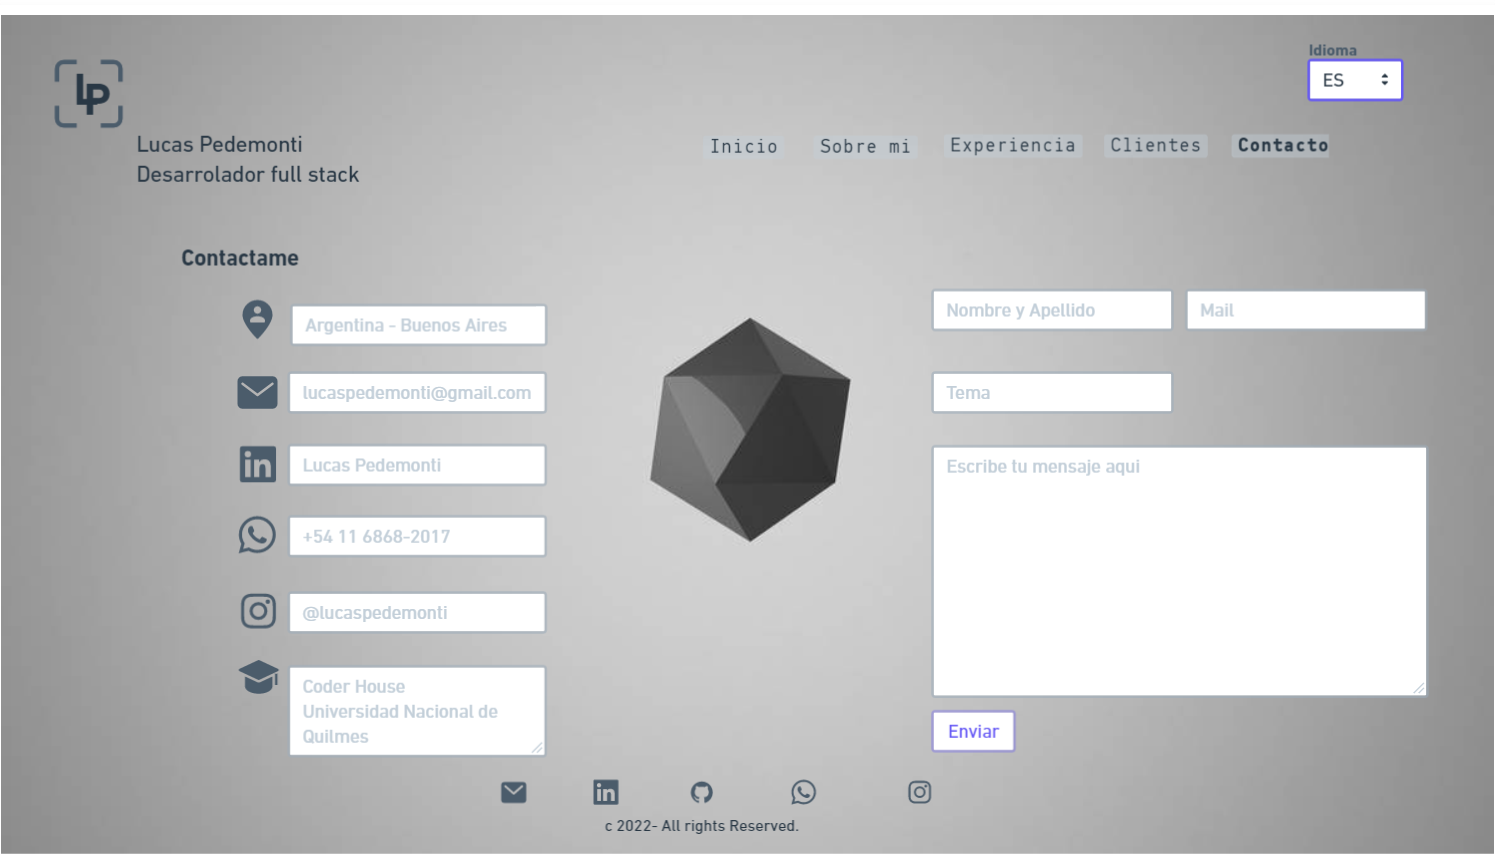 Idioma
ES
LP
Lucas Pedemonti
Desarrolador full stack
Inicio
Sobre mi
Experiencia
Clientes
Contacto
Contactame
Argentina - Buenos Aires
lucaspedemonti@gmail.com
in
Lucas Pedemonti
+54 11 6868-2017
@lucaspedemonti
Coder House
Universidad Nacional de
Quilmes
Nombre y Apellido
Mail
Tema
Escribe tu mensaje aqui
Enviar
in
c 2022- All rights Reserved.